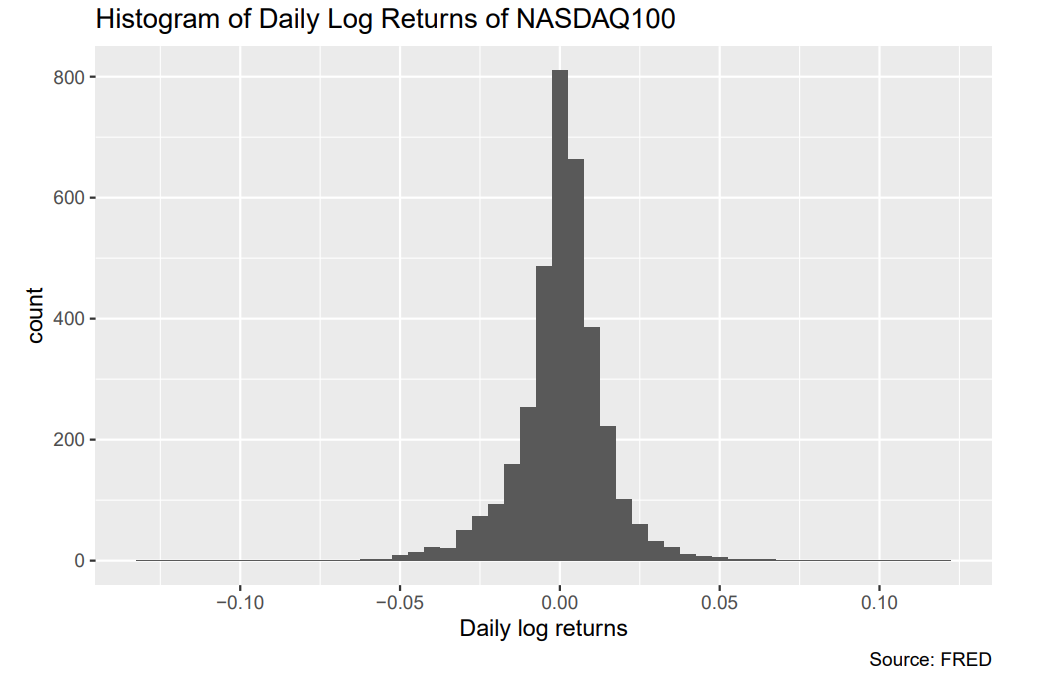 Histogram of Daily Log Returns of NASDAQ100
800
600
400
200
0
count
−0.10
−0.05
0.00
0.05
0.10
Daily log returns
Source: FRED